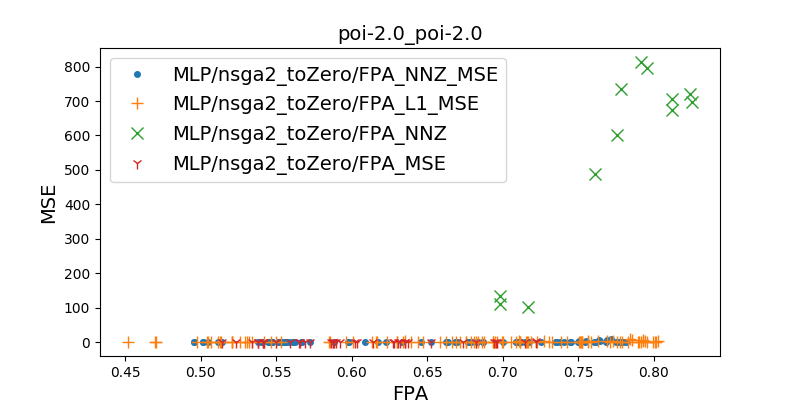 poi-2.0_poi-2.0
MLP/nsga2_toZero/FPA_NNZ_MSE
MLP/nsga2_toZero/FPA_L1_MSE
MLP/nsga2_toZero/FPA_NNZ
MLP/nsga2_toZero/FPA_MSE
800
700
600
500
400
300
200
100
0
MSE
0.45 0.50 0.55 0.60 0.65 0.70 0.75 0.80
FPA